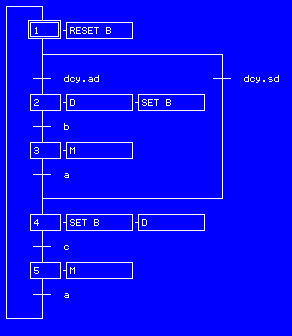 1 RESET B
dcy.ad dcy.sd
2 D SET B
b
3 M
a
4 SET B D
c
5 M
a